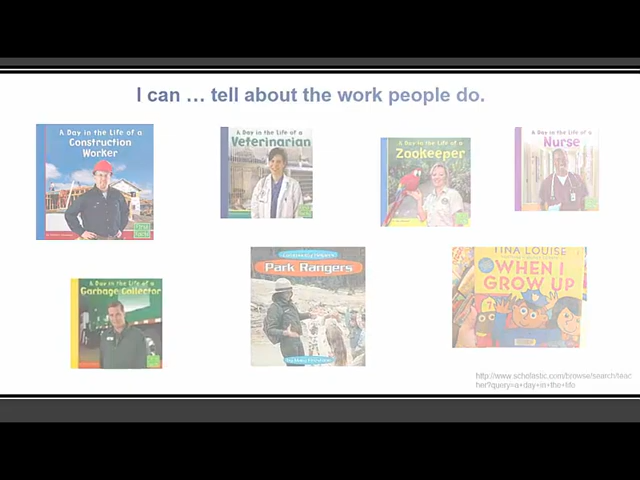 I can … tell about the work people do.
A Day in the Life of a
Construction
Worker
A Day in the Life of a
Veterinarian
A Day in the Life of a
Zookeeper
A Day in the Life of a
Nurse
A Day in the Life of a
Garbage Collector
Park Rangers
TINA LOUISE
WHEN I
GROW UP
http://www.scholastic.com/browse/search/teac
her?query=a+day+in+the+life